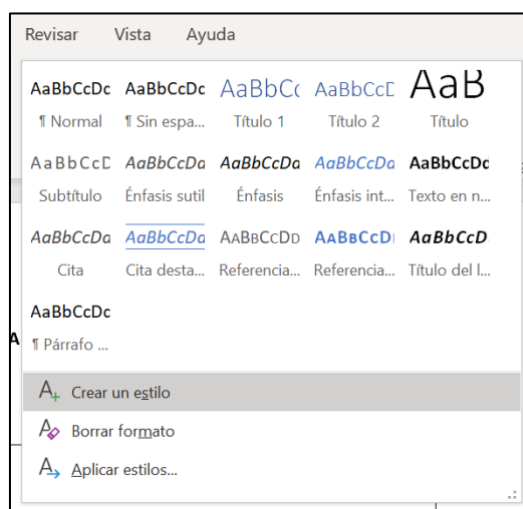 Revisar Vista Ayuda
AaBbCcDc AaBbCcDc AaBbCc AaBbCcE AaB
¶ Normal ¶ Sin espa... Título 1 Título 2 Título
AaBbCcD AaBbCcDa AaBbCcDa AaBbCcDa AaBbCcDc
Subtítulo Énfasis sutil Énfasis Énfasis int... Texto en n...
AaBbCcDa AaBbCcDa AABBCCDD AABBCCD AaBbCcD
Cita Cita desta... Referencia... Referencia... Título del l...
AaBbCcDc
¶ Párrafo ...
Crear un estilo
Borrar formato
Aplicar estilos...